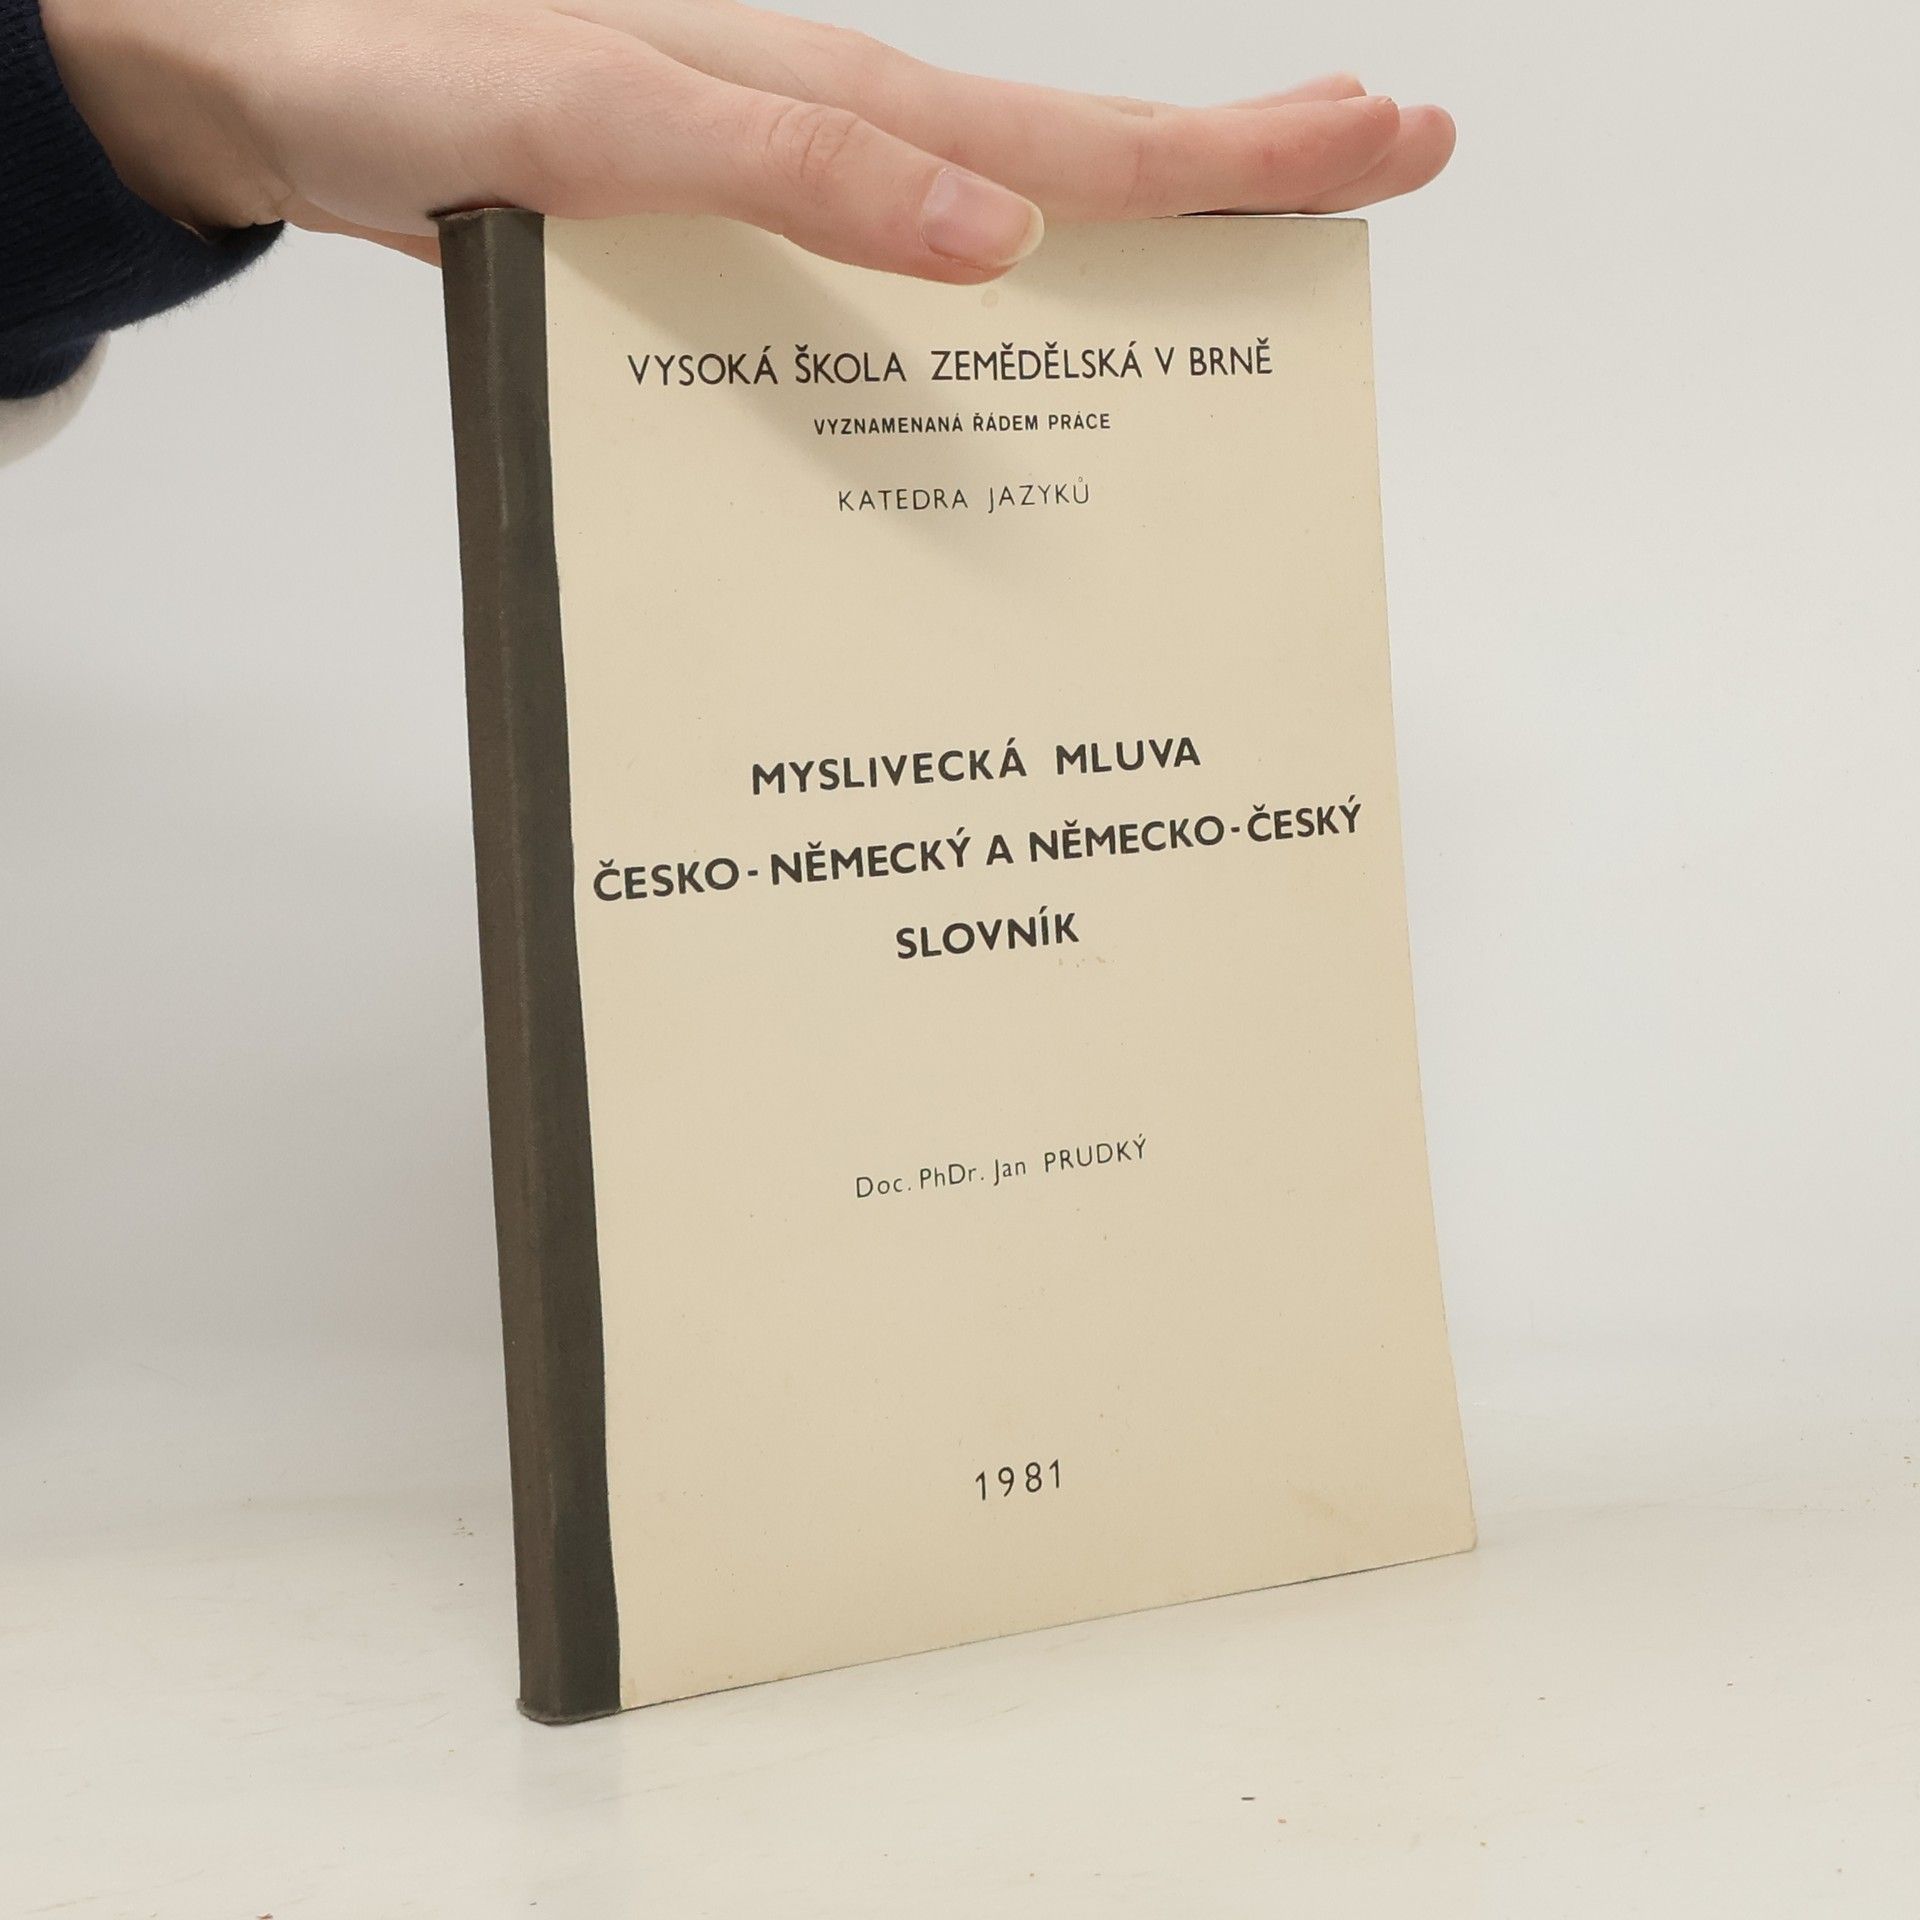 VYSOKÁ ŠKOLA ZEMĚDĚLSKÁ V BRNĚ
VYZNAMENANÁ ŘÁDEM PRÁCE
KATEDRA JAZYKŮ
MYSLIVECKÁ MLUVA
ČESKO-NĚMECKÝ A NĚMECKO-ČESKÝ
SLOVNÍK
Doc. PhDr. Jan PRUDKÝ
1981